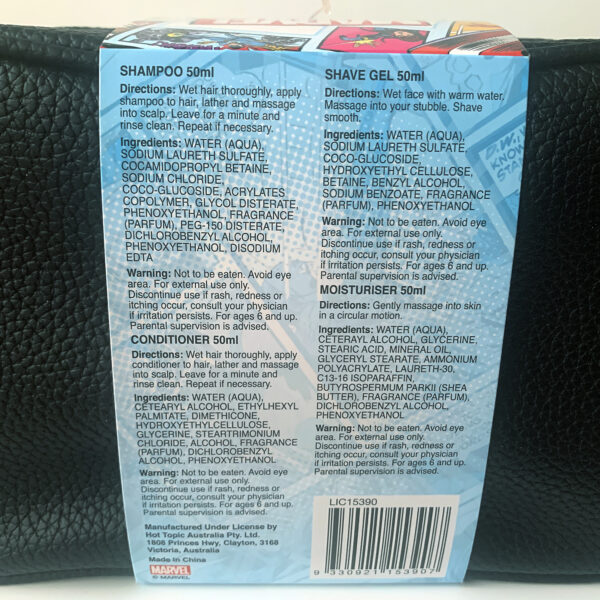 SHAMPOO 50ml
Directions: Wet hair thoroughly, apply
shampoo to hair, lather and massage
into scalp. Leave for a minute and
rinse clean. Repeat if necessary.
Ingredients: WATER (AQUA),
SODIUM LAURETH SULFATE,
COCAMIDOPROPYL BETAINE,
SODIUM CHLORIDE,
COCO-GLUCOSIDE, ACRYLATES
COPOLYMER, GLYCOL DISTERATE,
PHENOXYETHANOL, FRAGRANCE
(PARFUM), PEG-150 DISTERATE,
DICHLOROBENZYL ALCOHOL,
PHENOXYETHANOL, DISODIUM
EDTA
Warning: Not to be eaten. Avoid eye
area. For external use only.
Discontinue use if rash, redness or
itching occur, consult your physician
if irritation persists. For ages 6 and up.
Parental supervision is advised.
CONDITIONER 50ml
Directions: Wet hair thoroughly, apply
conditioner to hair, lather and massage
into scalp. Leave for a minute and
rinse clean. Repeat if necessary.
Ingredients: WATER (AQUA),
CETEARYL ALCOHOL, ETHYLHEXYL
PALMITATE, DIMETHICONE,
HYDROXYETHYLCELLULOSE,
GLYCERINE, STEARTRIMONIUM
CHLORIDE, ALCOHOL, FRAGRANCE
(PARFUM), DICHLOROBENZYL
ALCOHOL, PHENOXYETHANOL
Warning: Not to be eaten. Avoid eye
area. For external use only.
Discontinue use if rash, redness or
itching occur, consult your physician
if irritation persists. For ages 6 and up.
Parental supervision is advised.
Manufactured Under License by
Hot Topic Australia Pty. Ltd.
1808 Princes Hwy, Clayton, 3168
Victoria, Australia
Made In China
MARVEL
© MARVEL
SHAVE GEL 50ml
Directions: Wet face with warm water.
Massage into your stubble. Shave
smooth.
Ingredients: WATER (AQUA),
SODIUM LAURETH SULFATE,
COCO-GLUCOSIDE,
HYDROXYETHYL CELLULOSE,
BETAINE, BENZYL ALCOHOL,
SODIUM BENZOATE, FRAGRANCE
(PARFUM), PHENOXYETHANOL
Warning: Not to be eaten. Avoid eye
area. For external use only.
Discontinue use if rash, redness or
itching occur, consult your physician
if irritation persists. For ages 6 and up.
Parental supervision is advised.
MOISTURISER 50ml
Directions: Gently massage into skin
in a circular motion.
Ingredients: WATER (AQUA),
CETERAYL ALCOHOL, GLYCERINE,
STEARIC ACID, MINERAL OIL,
GLYCERYL STEARATE, AMMONIUM
POLYACRYLATE, LAURETH-30,
C13-16 ISOPARAFFIN,
BUTYROSPERMUM PARKII (SHEA
BUTTER), FRAGRANCE (PARFUM),
DICHLOROBENZYL ALCOHOL,
PHENOXYETHANOL
Warning: Not to be eaten. Avoid eye
area. For external use only.
Discontinue use if rash, redness or
itching occur, consult your physician
if irritation persists. For ages 6 and up.
Parental supervision is advised.
LIC15390
9 330921 153907
KNOW